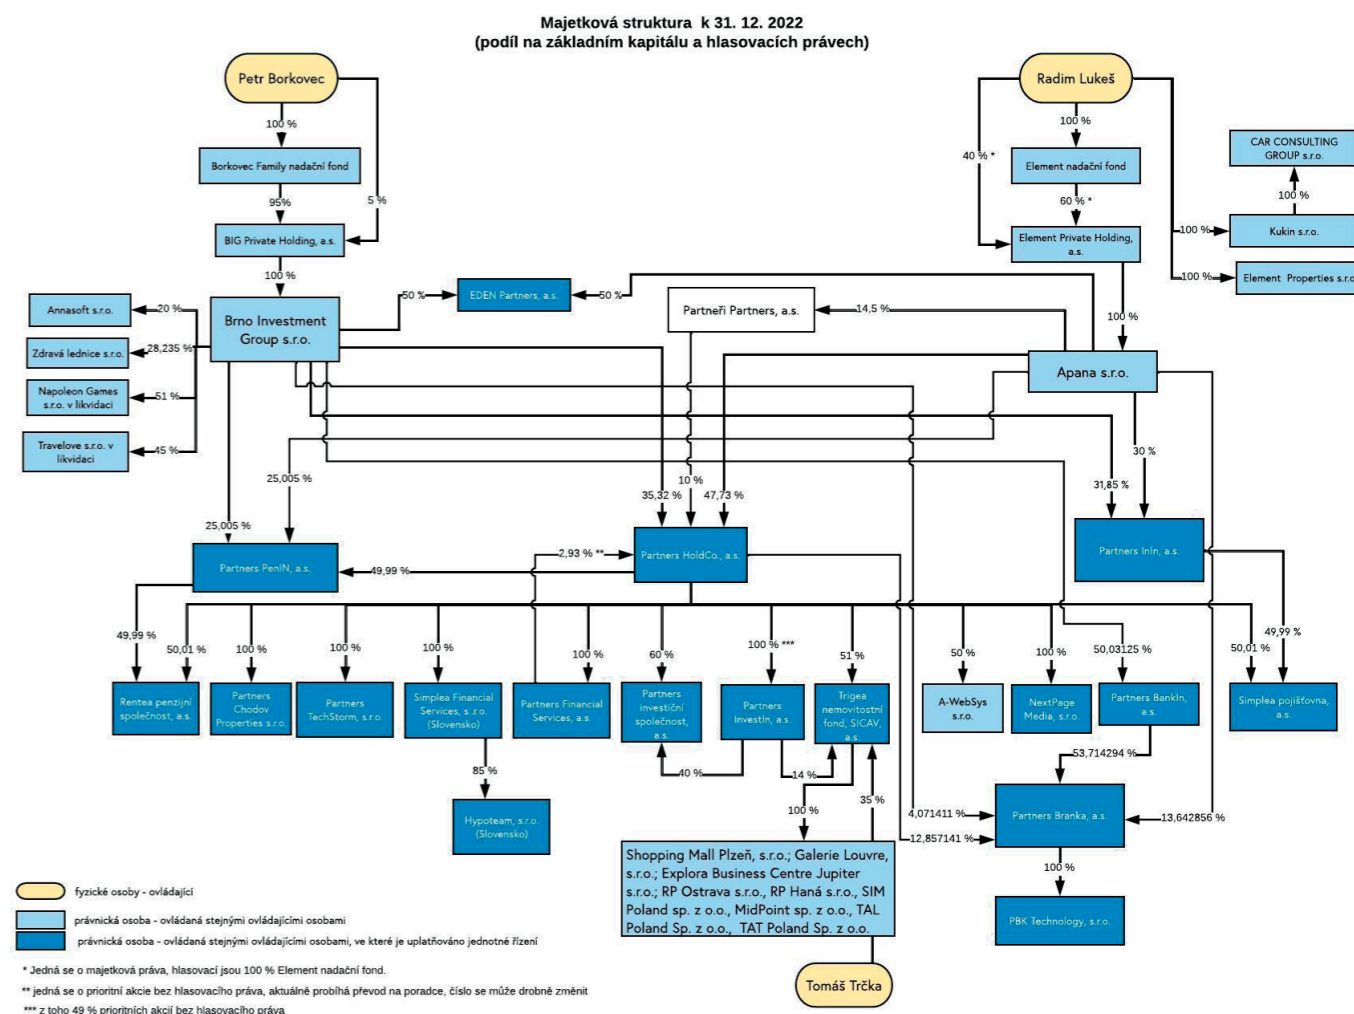 Majetková struktura k 31. 12. 2022
(podíl na základním kapitálu a hlasovacích právech)
Petr Borkovec
Radim Lukeš
100 %
100 %
CAR CONSULTING
GROUP s.r.o.
40 % *
Borkovec Family nadační fond
Element nadační fond
95%
5 %
60 % *
100 %
BIG Private Holding, a.s.
Element Private Holding,
a.s.
100 %
Kukin s.r.o.
100 %
100 %
Element Properties s.r.o
50 %
EDEN Partners, a.s.
50 %
Annasoft s.r.o.
20 %
Brno Investment
Group s.r.o.
Partneři Partners, a.s.
14,5 %
100 %
Zdravá lednice s.r.o.
28,235 %
Apana s.r.o.
Napoleon Games
s.r.o. v likvidaci
51 %
Travelove s.r.o. v
likvidaci
45 %
30 %
25,005 %
10 %
31,85 %
35,32 %
47,73 %
25,005 %
Partners PenIN, a.s.
2,93 % **
Partners HoldCo., a.s.
Partners InIn, a.s.
49,99 %
49,99 %
50,01 %
100 %
100 %
100 %
100 %
60 %
100 % ***
51 %
50 %
100 %
50,03125 %
50,01 %
49,99 %
Rentea penzijní
společnost, a.s.
Partners
Chodov
Properties s.r.o.
Partners
TechStorm, s.r.o.
Simplea Financial
Services, s.r.o.
(Slovensko)
Partners Financial
Services, a.s.
Partners
investiční
společnost,
a.s.
Partners
InvestIn, a.s.
Trigea
nemovitostní
fond, SICAV,
a.s.
A-WebSys
s.r.o.
NextPage
Media, s.r.o.
Partners BankIn,
a.s.
Simplea pojišťovna,
a.s.
85 %
40 %
14 %
53,714294 %
100 %
35 %
Hypoteam, s.r.o.
(Slovensko)
4,071411 %
Partners Branka, a.s.
13,642856 %
12,857141 %
Shopping Mall Plzeň, s.r.o.; Galerie Louvre,
s.r.o.; Explora Business Centre Jupiter
s.r.o.; RP Ostrava s.r.o., RP Haná s.r.o., SIM
Poland sp. z o.o., MidPoint sp. z o.o., TAL
Poland Sp. z o.o., TAT Poland Sp. z o.o.
100 %
PBK Technology, s.r.o.
Tomáš Trčka
fyzické osoby - ovládající
právnická osoba - ovládaná stejnými ovládajícími osobami
právnická osoba - ovládaná stejnými ovládajícími osobami, ve které je uplatňováno jednotné řízení
* Jedná se o majetková práva, hlasovací jsou 100 % Element nadační fond.
** jedná se o prioritní akcie bez hlasovacího práva, aktuálně probíhá převod na poradce, číslo se může drobně změnit
*** z toho 49 % prioritních akcií bez hlasovacího práva